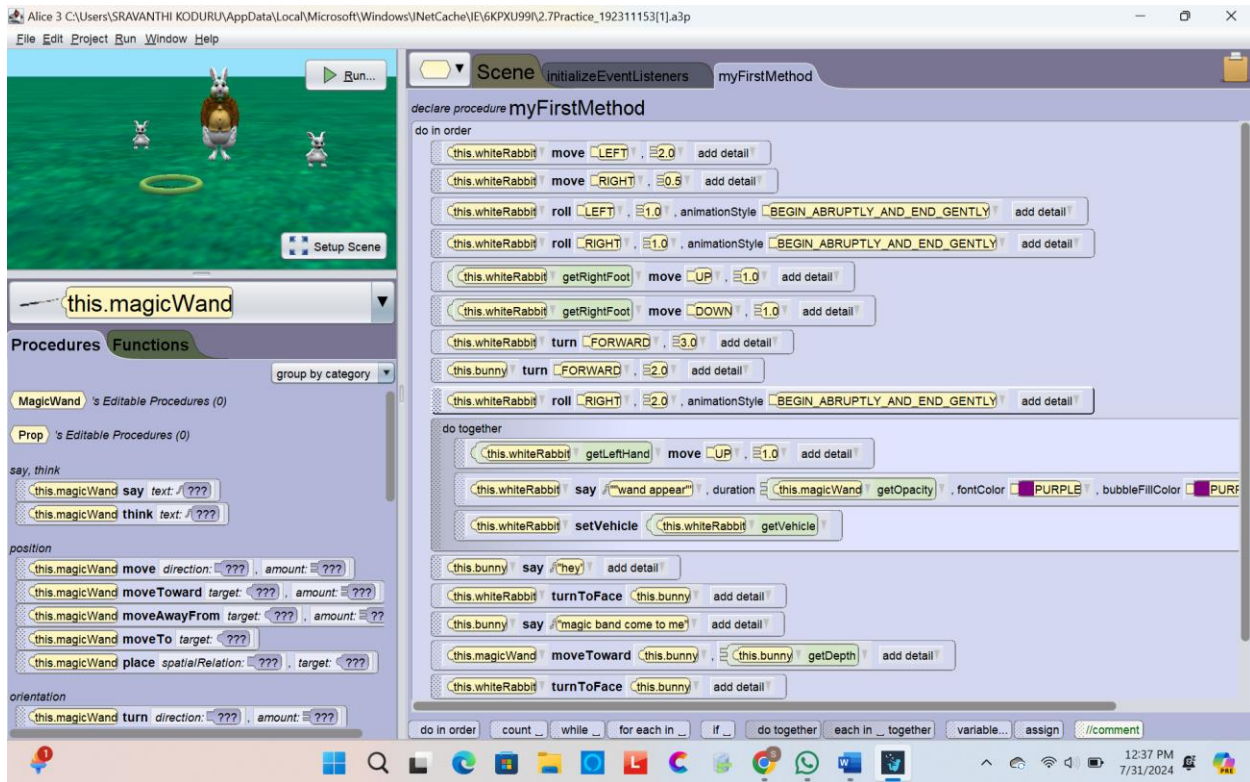 Alice 3 C:\Users\SRAVANTHI KODURU\AppData\Local\Microsoft\Windows\INetCache\IE\6KPXU99I\2.7Practice_192311153[1].a3p
File Edit Project Run Window Help
Run...
Setup Scene
this.magicWand
Procedures Functions
group by category
MagicWand 's Editable Procedures (0)
Prop 's Editable Procedures (0)
say, think
this.magicWand say text: ???
this.magicWand think text: ???
position
this.magicWand move direction: ??? , amount: ???
this.magicWand moveToward target: ??? , amount: ???
this.magicWand moveAwayFrom target: ??? , amount: ??
this.magicWand moveTo target: ???
this.magicWand place spatialRelation: ??? , target: ???
orientation
this.magicWand turn direction: ??? , amount: ???
Scene initializeEventListeners myFirstMethod
declare procedure myFirstMethod
do in order
this.whiteRabbit move LEFT , 2.0 add detail
this.whiteRabbit move RIGHT , 0.5 add detail
this.whiteRabbit roll LEFT , 1.0 , animationStyle BEGIN_ABRUPTLY_AND_END_GENTLY add detail
this.whiteRabbit roll RIGHT , 1.0 , animationStyle BEGIN_ABRUPTLY_AND_END_GENTLY add detail
this.whiteRabbit getRightFoot move UP , 1.0 add detail
this.whiteRabbit getRightFoot move DOWN , 1.0 add detail
this.whiteRabbit turn FORWARD , 3.0 add detail
this.bunny turn FORWARD , 2.0 add detail
this.whiteRabbit roll RIGHT , 2.0 , animationStyle BEGIN_ABRUPTLY_AND_END_GENTLY add detail
do together
this.whiteRabbit getLeftHand move UP , 1.0 add detail
this.whiteRabbit say ""wand appear"" , duration this.magicWand getOpacity , fontColor PURPLE , bubbleFillColor PURP
this.whiteRabbit setVehicle this.whiteRabbit getVehicle
this.bunny say "hey" add detail
this.whiteRabbit turnToFace this.bunny add detail
this.bunny say "magic band come to me" add detail
this.magicWand moveToward this.bunny , this.bunny getDepth add detail
this.whiteRabbit turnToFace this.bunny add detail
do in order count _ while _ for each in _ if _ do together each in _ together variable... assign //comment
12:37 PM
7/31/2024